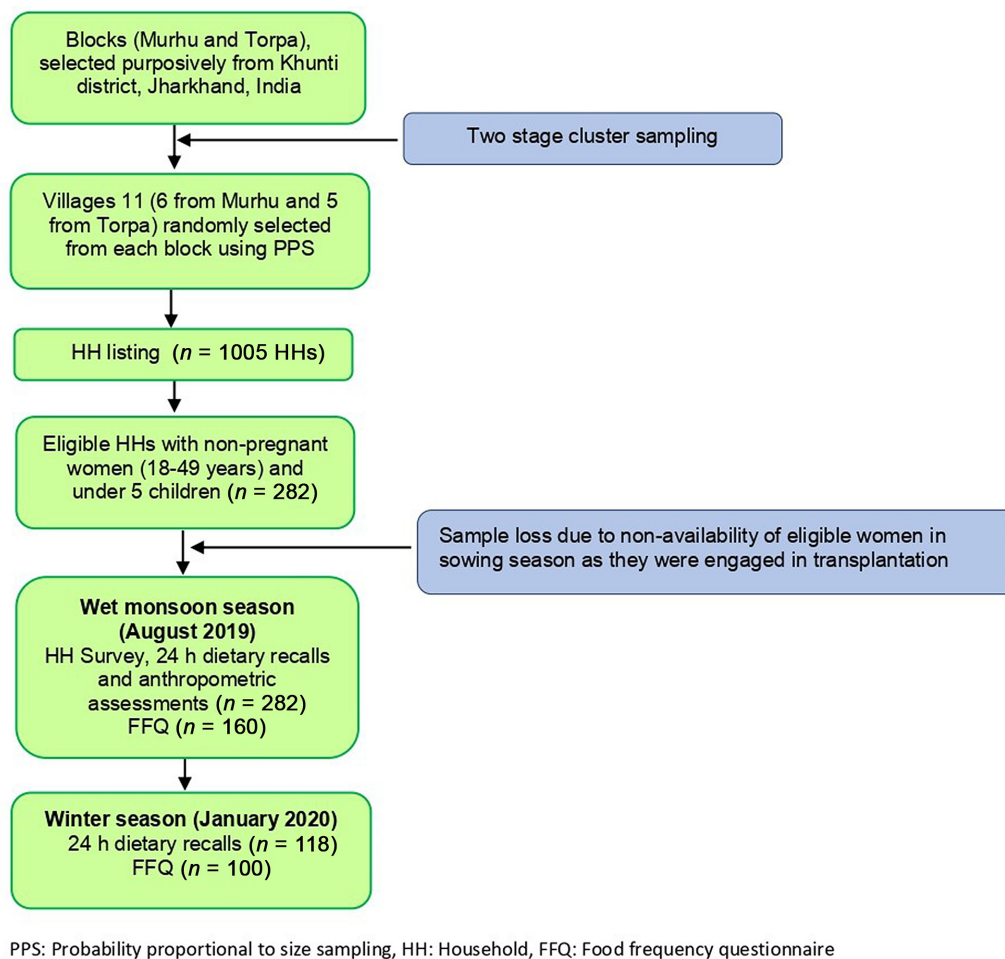 Blocks (Murhu and Torpa),
selected purposively from Khunti
district, Jharkhand, India
Two stage cluster sampling
Villages 11 (6 from Murhu and 5
from Torpa) randomly selected
from each block using PPS
HH listing (n = 1005 HHs)
Eligible HHs with non-pregnant
women (18-49 years) and
under 5 children (n = 282)
Sample loss due to non-availability of eligible women in
sowing season as they were engaged in transplantation
Wet monsoon season
(August 2019)
HH Survey, 24 h dietary recalls
and anthropometric
assessments (n = 282)
FFQ (n = 160)
Winter season (January 2020)
24 h dietary recalls (n = 118)
FFQ (n = 100)
PPS: Probability proportional to size sampling, HH: Household, FFQ: Food frequency questionnaire